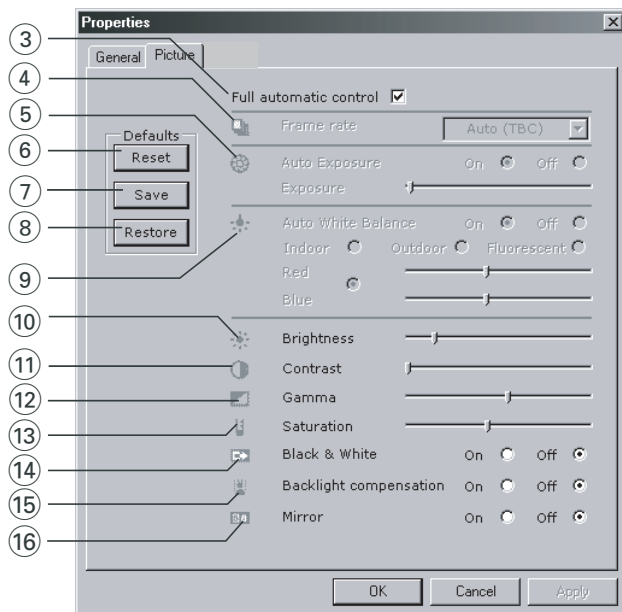 Properties
General Picture
3
Full automatic control
4
Frame rate Auto (TBC)
5
Auto Exposure On Off
Exposure
Defaults
6
Reset
7
Save
8
Restore
9
Auto White Balance On Off
Indoor Outdoor Fluorescent
Red
Blue
10
Brightness
11
Contrast
12
Gamma
13
Saturation
14
Black & White On Off
15
Backlight compensation On Off
16
Mirror On Off
OK Cancel Apply